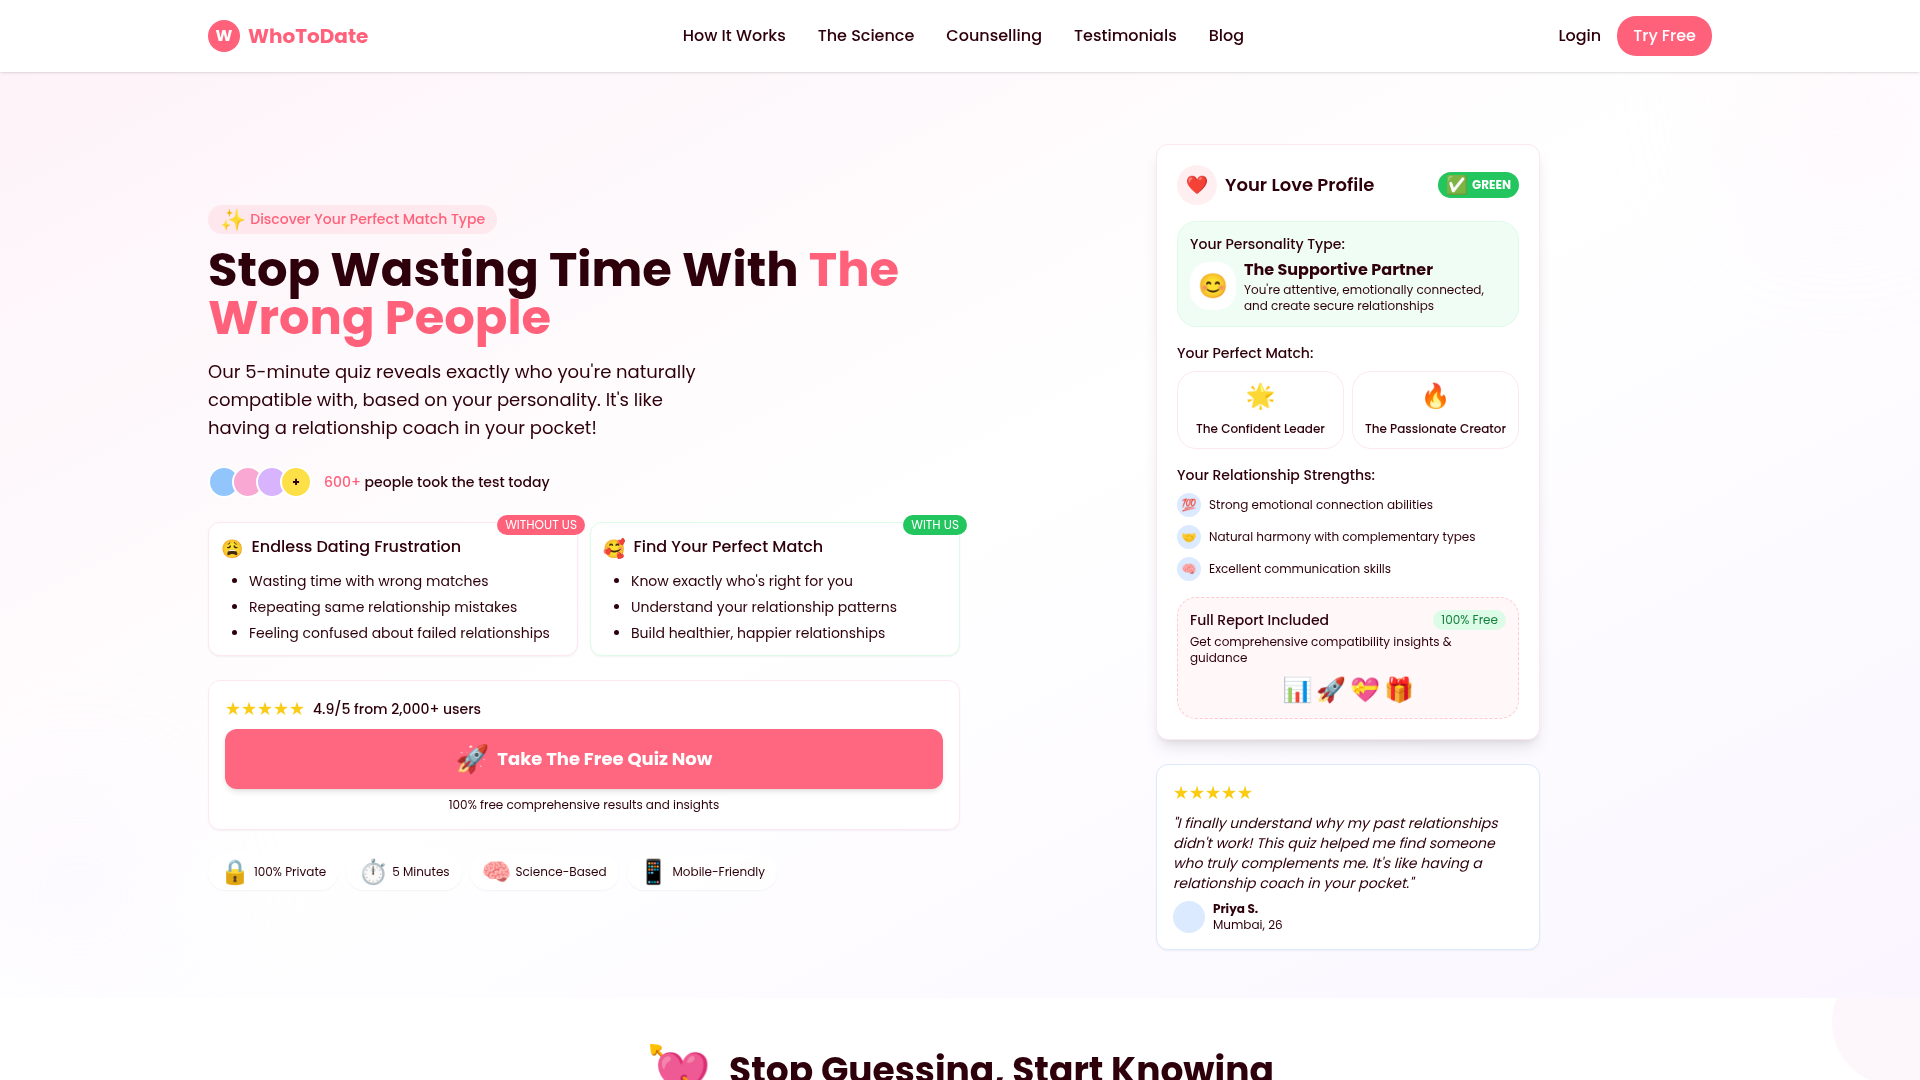 W WhoToDate
How It Works
The Science
Counselling
Testimonials
Blog
Login
Try Free
✨ Discover Your Perfect Match Type
Stop Wasting Time With The
Wrong People
Our 5-minute quiz reveals exactly who you're naturally
compatible with, based on your personality. It's like
having a relationship coach in your pocket!
+
600+ people took the test today
WITHOUT US
😩 Endless Dating Frustration
• Wasting time with wrong matches
• Repeating same relationship mistakes
• Feeling confused about failed relationships
WITH US
🥰 Find Your Perfect Match
• Know exactly who's right for you
• Understand your relationship patterns
• Build healthier, happier relationships
★★★★★ 4.9/5 from 2,000+ users
🚀 Take The Free Quiz Now
100% free comprehensive results and insights
🔒 100% Private
⏱️ 5 Minutes
🧠 Science-Based
📱 Mobile-Friendly
❤️ Your Love Profile
✅ GREEN
Your Personality Type:
😊 The Supportive Partner
You're attentive, emotionally connected,
and create secure relationships
Your Perfect Match:
🌟
The Confident Leader
🔥
The Passionate Creator
Your Relationship Strengths:
💯 Strong emotional connection abilities
🤝 Natural harmony with complementary types
🧠 Excellent communication skills
Full Report Included
100% Free
Get comprehensive compatibility insights &
guidance
📊 🚀 💝 🎁
★★★★★
"I finally understand why my past relationships
didn't work! This quiz helped me find someone
who truly complements me. It's like having a
relationship coach in your pocket."
Priya S.
Mumbai, 26
💘 Stop Guessing, Start Knowing